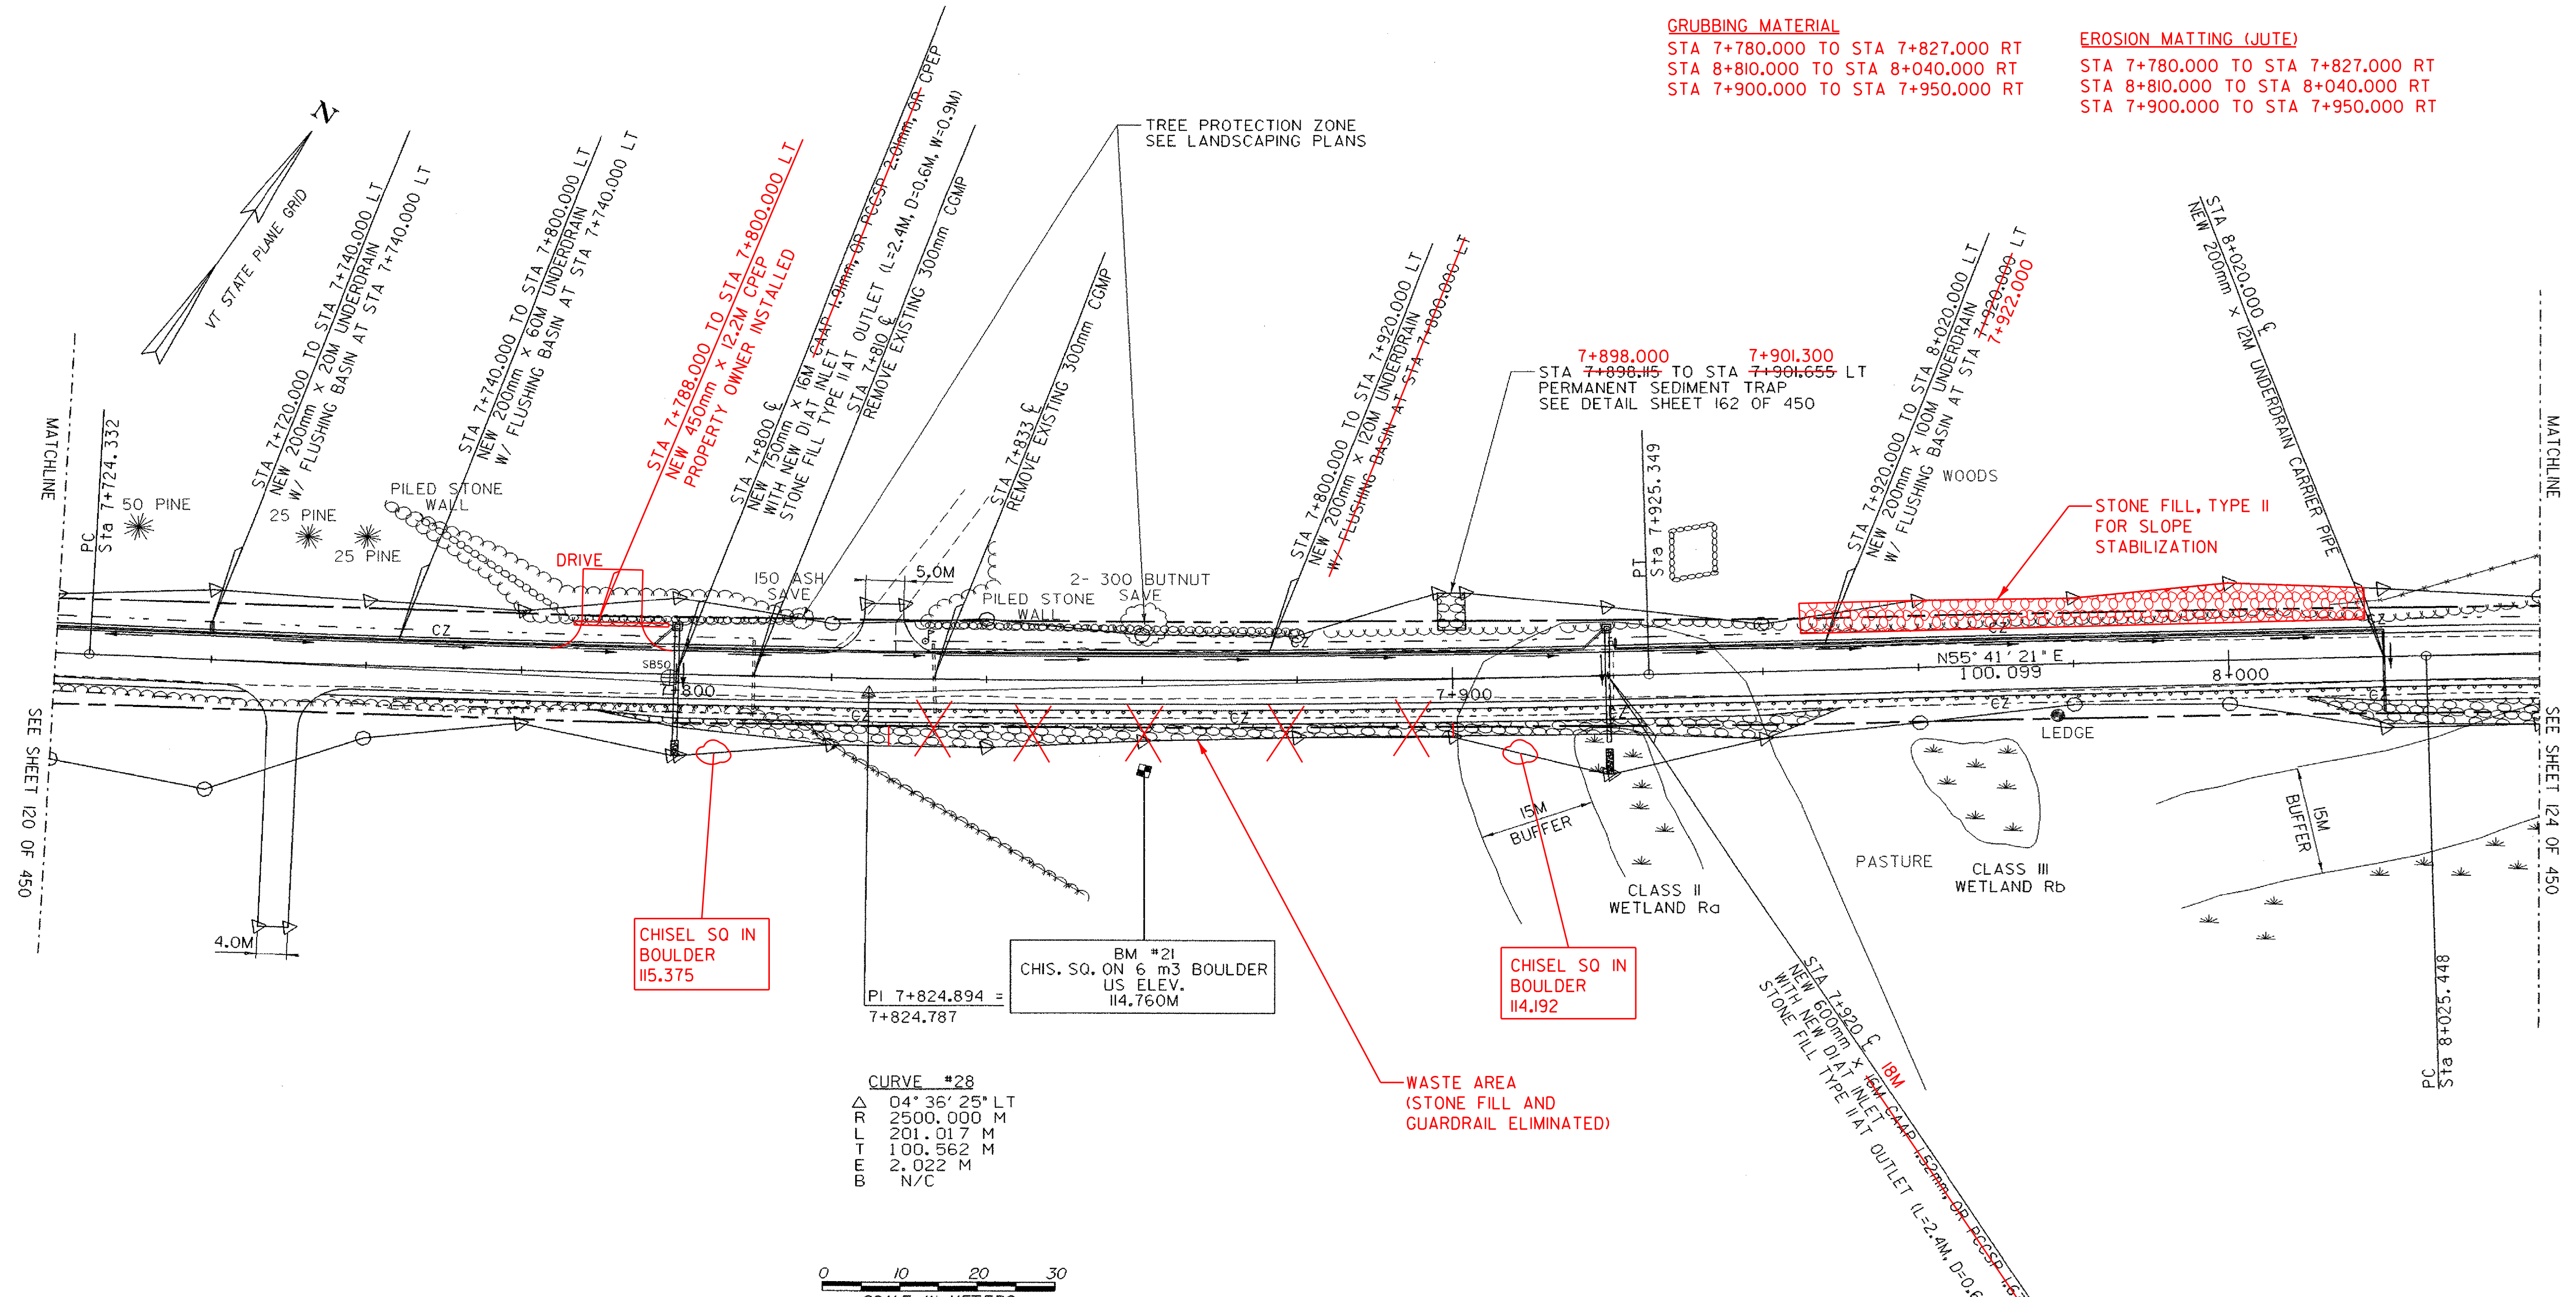 GRUBBING MATERIAL
STA 7+780.000 TO STA 7+827.000 RT
STA 8+810.000 TO STA 8+040.000 RT
STA 7+900.000 TO STA 7+950.000 RT
EROSION MATTING (JUTE)
STA 7+780.000 TO STA 7+827.000 RT
STA 8+810.000 TO STA 8+040.000 RT
STA 7+900.000 TO STA 7+950.000 RT
N
VT STATE PLANE GRID
STA 7+720.000 TO STA 7+740.000 LT
NEW 200mm x 20M UNDERDRAIN
W/ FLUSHING BASIN AT STA 7+740.000 LT
STA 7+740.000 TO STA 7+800.000 LT
NEW 200mm x 60M UNDERDRAIN
W/ FLUSHING BASIN AT STA 7+740.000 LT
STA 7+788.000 TO STA 7+800.000 LT
NEW 450mm x 12.2M CPEP
PROPERTY OWNER INSTALLED
STA 7+800 ℄
NEW 750mm x 16M CAAP 1.91mm, OR PCCSP 2.01mm, OR CPEP
WITH NEW DI AT INLET
STONE FILL TYPE II AT OUTLET (L=2.4M, D=0.6M, W=0.9M)
STA 7+810 ℄
REMOVE EXISTING 300mm CGMP
STA 7+833 ℄
REMOVE EXISTING 300mm CGMP
TREE PROTECTION ZONE
SEE LANDSCAPING PLANS
STA 7+800.000 TO STA 7+920.000 LT
NEW 200mm x 120M UNDERDRAIN
W/ FLUSHING BASIN AT STA 7+800.000 LT
7+898.000 7+901.300
STA 7+898.115 TO STA 7+901.655 LT
PERMANENT SEDIMENT TRAP
SEE DETAIL SHEET 162 OF 450
STA 7+920.000 TO STA 8+020.000 LT
NEW 200mm x 100M UNDERDRAIN
W/ FLUSHING BASIN AT STA 7+920.000 LT
7+922.000
STA 8+020.000 ℄
NEW 200mm x 12M UNDERDRAIN CARRIER PIPE
WOODS
STONE FILL, TYPE II
FOR SLOPE
STABILIZATION
MATCHLINE
PC
Sta 7+724.332
50 PINE
25 PINE
25 PINE
PILED STONE
WALL
DRIVE
150 ASH
SAVE
5.0M
PILED STONE
WALL
2- 300 BUTNUT
SAVE
PT
Sta 7+925.349
MATCHLINE
CZ
CZ
CZ
CZ
SB50
7+800
7+900
N55°41'21"E
100.099
8+000
CZ
CZ
CZ
CZ
LEDGE
SEE SHEET 120 OF 450
SEE SHEET 124 OF 450
4.0M
CHISEL SQ IN
BOULDER
115.375
PI 7+824.894 =
7+824.787
BM #21
CHIS. SQ. ON 6 m3 BOULDER
US ELEV.
114.760M
CHISEL SQ IN
BOULDER
114.192
15M
BUFFER
CLASS II
WETLAND Ra
PASTURE
CLASS III
WETLAND Rb
15M
BUFFER
PC
Sta 8+025.448
STA 7+920 ℄
18M
NEW 600mm x 16M CAAP 1.52mm, OR PCCSP
WITH NEW DI AT INLET
STONE FILL TYPE II AT OUTLET (L=2.4M,
WASTE AREA
(STONE FILL AND
GUARDRAIL ELIMINATED)
CURVE #28
Δ 04°36'25" LT
R 2500.000 M
L 201.017 M
T 100.562 M
E 2.022 M
B N/C
0 10 20 30